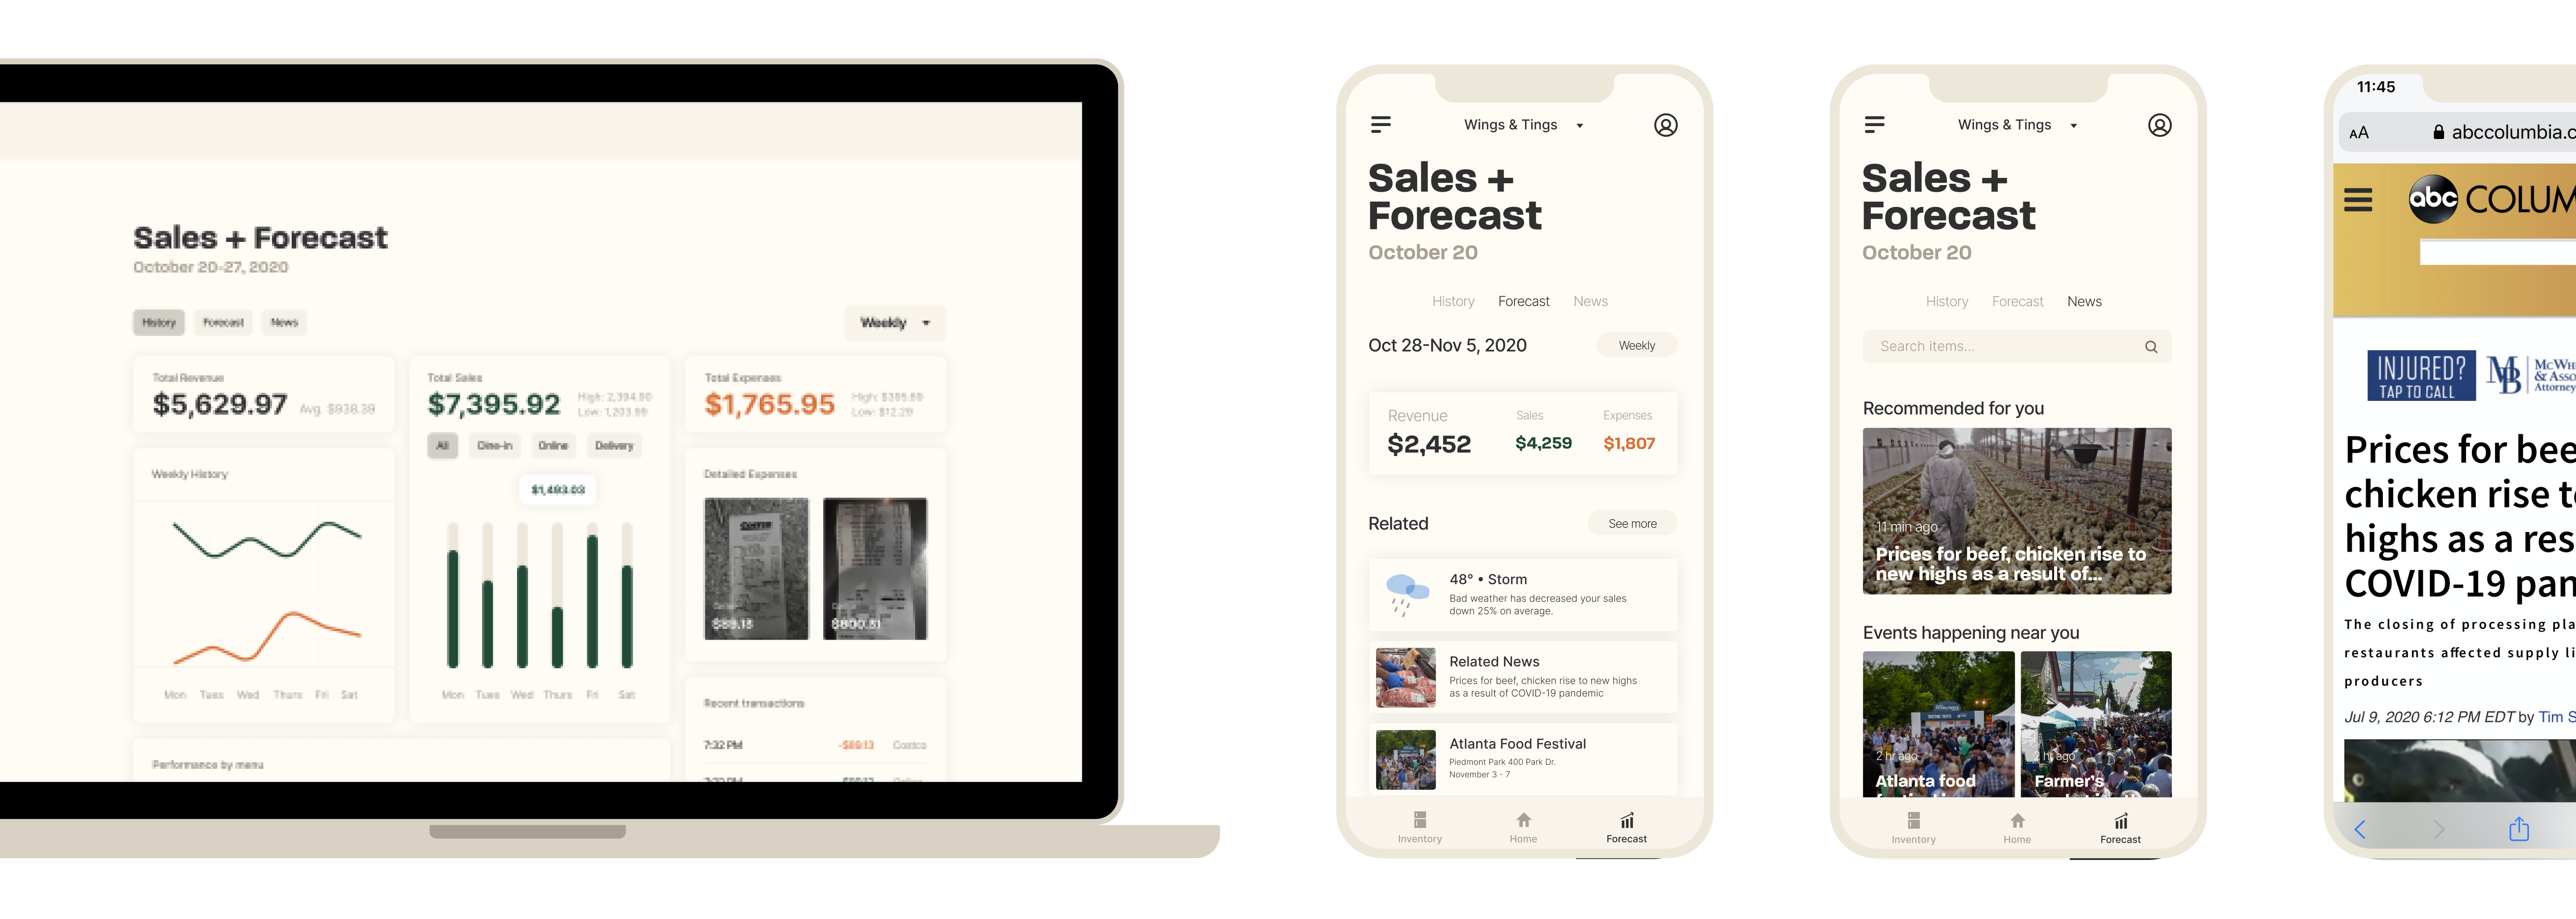 Sales + Forecast
October 20-27, 2020
History Forecast News
Weekly
Total Revenue
$5,629.97 Avg. $938.39
Total Sales
$7,395.92
High: 2,394.90
Low: 1,203.99
Total Expenses
$1,765.95
Low: $12.29
All Dine-in Online Delivery
Weekly History
$1,493.03
Detailed Expenses
$89.13
$800.31
Mon Tues Wed Thurs Fri Sat
Mon Tues Wed Thurs Fri Sat
Recent transactions
7:32 PM -$89.13 Costco
Performance by menu
Wings & Tings
Sales +
Forecast
October 20
History Forecast News
Oct 28-Nov 5, 2020 Weekly
Revenue Sales Expenses
$2,452 $4,259 $1,807
Related See more
48° • Storm
Bad weather has decreased your sales
down 25% on average.
Related News
Prices for beef, chicken rise to new highs
as a result of COVID-19 pandemic
Atlanta Food Festival
Piedmont Park 400 Park Dr.
November 3 - 7
Inventory Home Forecast
Wings & Tings
Sales +
Forecast
October 20
History Forecast News
Search items...
Recommended for you
11 min ago
Prices for beef, chicken rise to
new highs as a result of...
Events happening near you
2 hr ago
Atlanta food
2 hr ago
Farmer's
Inventory Home Forecast
11:45
AA abccolumbia.c
abc COLUM
INJURED?
TAP TO CALL
MB
McWhi
& Asso
Attorney
Prices for bee
chicken rise to
highs as a res
COVID-19 pan
The closing of processing pla
restaurants affected supply li
producers
Jul 9, 2020 6:12 PM EDT by Tim S